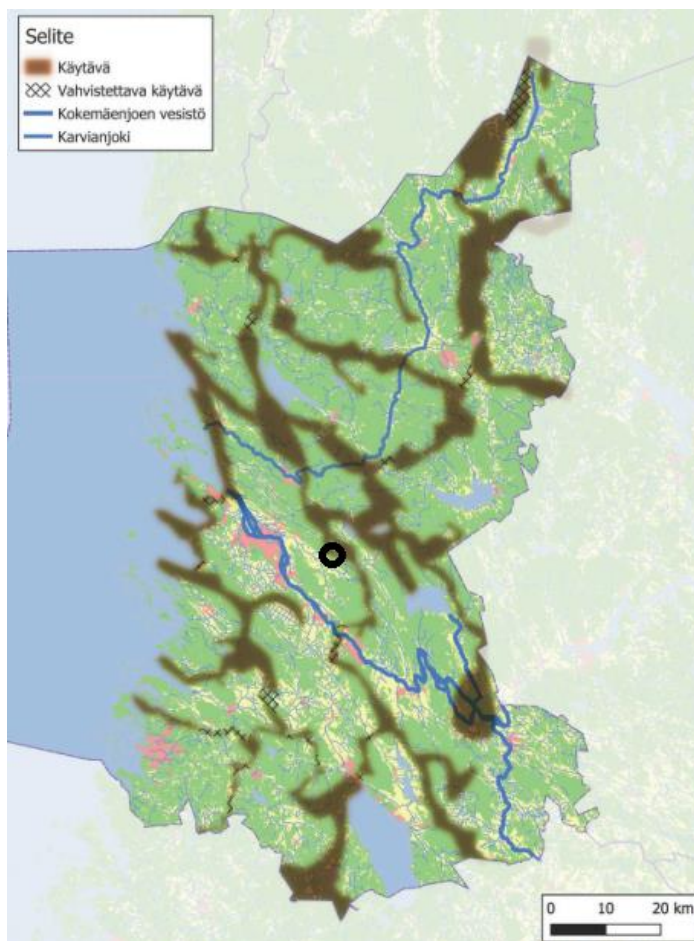 Selite
Käytävä
Vahvistettava käytävä
Kokemäenjoen vesistö
Karvianjoki
0 10 20 km